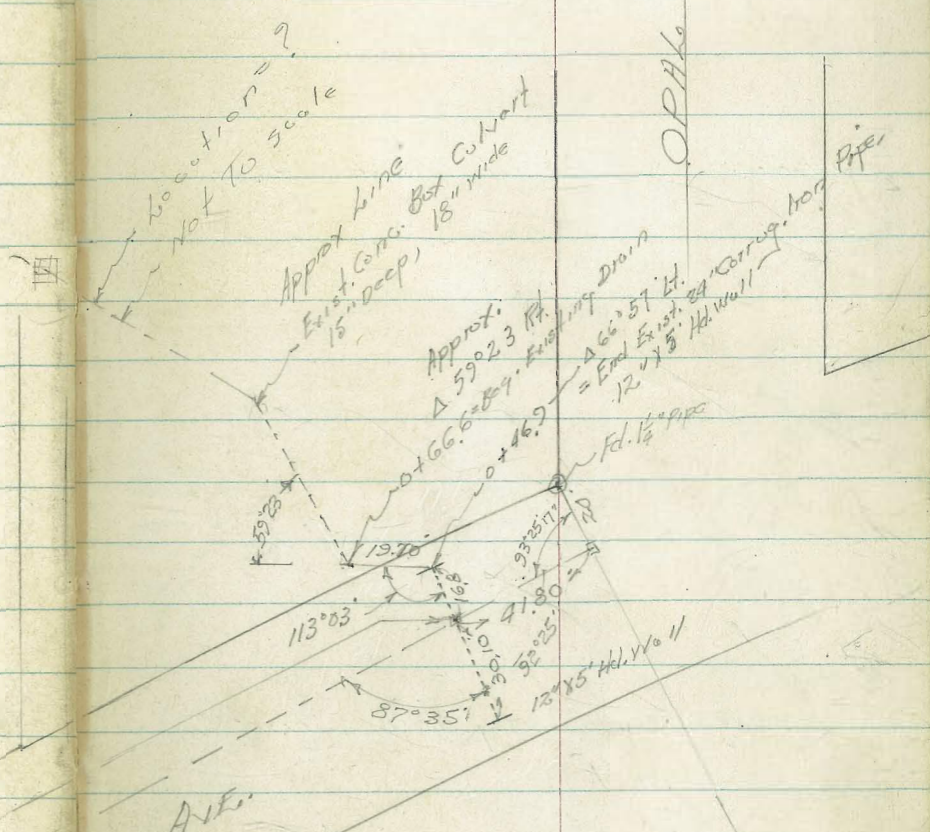 Location = ?
Not To Scale
OPAL
Approx Line
Exist. Conc. Box Culvert
15" Deep, 18" Wide
Approx.
Δ 59°23 Rt.
0+66.6=Beg. Existing Drain
0+46.9
Δ 66°57' Lt.
= End Exist. 24" Corrug. Iron Pipe,
12" X 5' Hd. Wall
Fd. 1¼" Pipe
59°23'
19.70'
93°25'17"
20
113°03'
16.8
41.80
92°25'
30.10
12" X 5' Hd. Wall
87°35'
AVE.